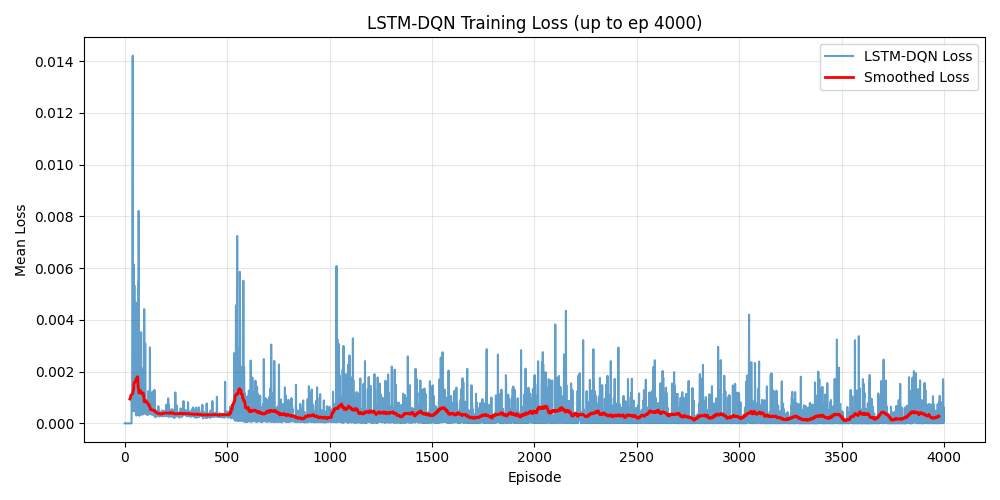 LSTM-DQN Training Loss (up to ep 4000)
LSTM-DQN Loss
Smoothed Loss
Mean Loss
0.014
0.012
0.010
0.008
0.006
0.004
0.002
0.000
0 500 1000 1500 2000 2500 3000 3500 4000
Episode